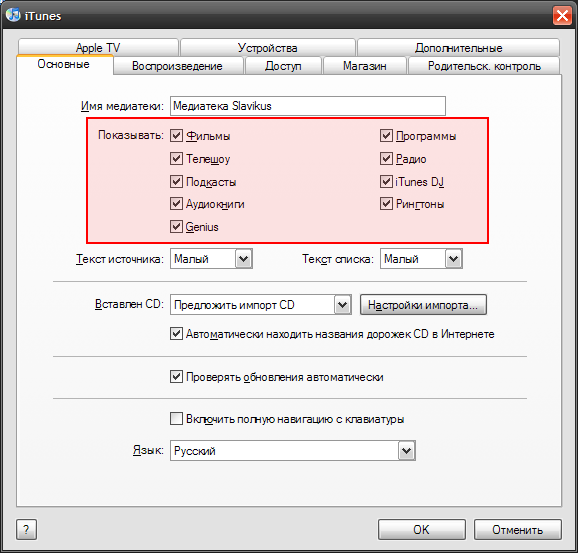 iTunes
Apple TV Устройства Дополнительные
Основные Воспроизведение Доступ Магазин Родительск. контроль
Имя медиатеки: Медиатека Slavikus
Показывать: Фильмы Программы
Телешоу Радио
Подкасты iTunes DJ
Аудиокниги Рингтоны
Genius
Текст источника: Малый Текст списка: Малый
Вставлен CD: Предложить импорт CD Настройки импорта...
Автоматически находить названия дорожек CD в Интернете
Проверять обновления автоматически
Включить полную навигацию с клавиатуры
Язык: Русский
? OK Отменить